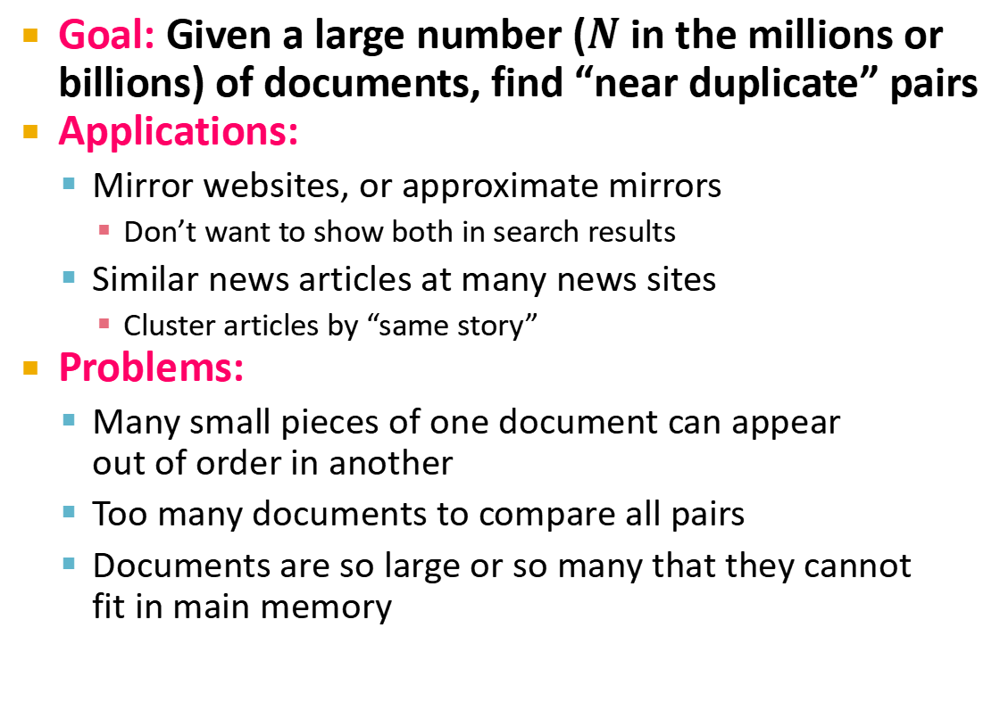 Goal: Given a large number (N in the millions or
billions) of documents, find “near duplicate” pairs
Applications:
Mirror websites, or approximate mirrors
Don’t want to show both in search results
Similar news articles at many news sites
Cluster articles by “same story”
Problems:
Many small pieces of one document can appear
out of order in another
Too many documents to compare all pairs
Documents are so large or so many that they cannot
fit in main memory